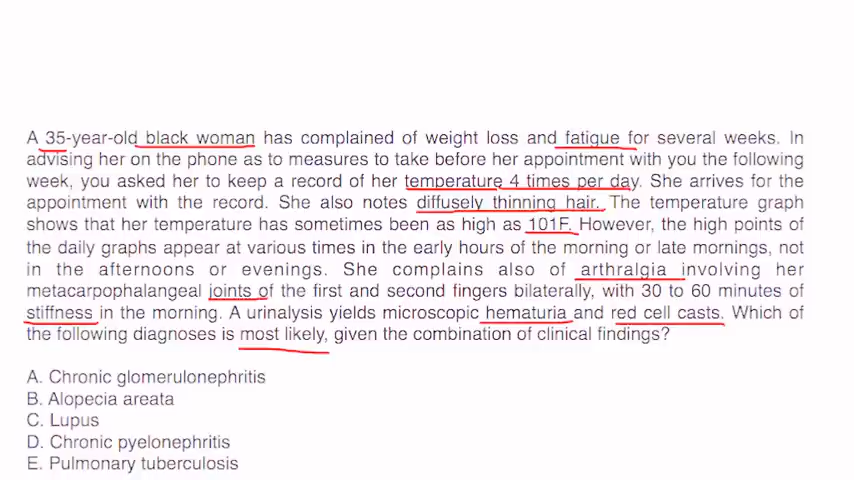 A 35-year-old black woman has complained of weight loss and fatigue for several weeks. In
advising her on the phone as to measures to take before her appointment with you the following
week, you asked her to keep a record of her temperature 4 times per day. She arrives for the
appointment with the record. She also notes diffusely thinning hair. The temperature graph
shows that her temperature has sometimes been as high as 101F. However, the high points of
the daily graphs appear at various times in the early hours of the morning or late mornings, not
in the afternoons or evenings. She complains also of arthralgia involving her
metacarpophalangeal joints of the first and second fingers bilaterally, with 30 to 60 minutes of
stiffness in the morning. A urinalysis yields microscopic hematuria and red cell casts. Which of
the following diagnoses is most likely, given the combination of clinical findings?
A. Chronic glomerulonephritis
B. Alopecia areata
C. Lupus
D. Chronic pyelonephritis
E. Pulmonary tuberculosis